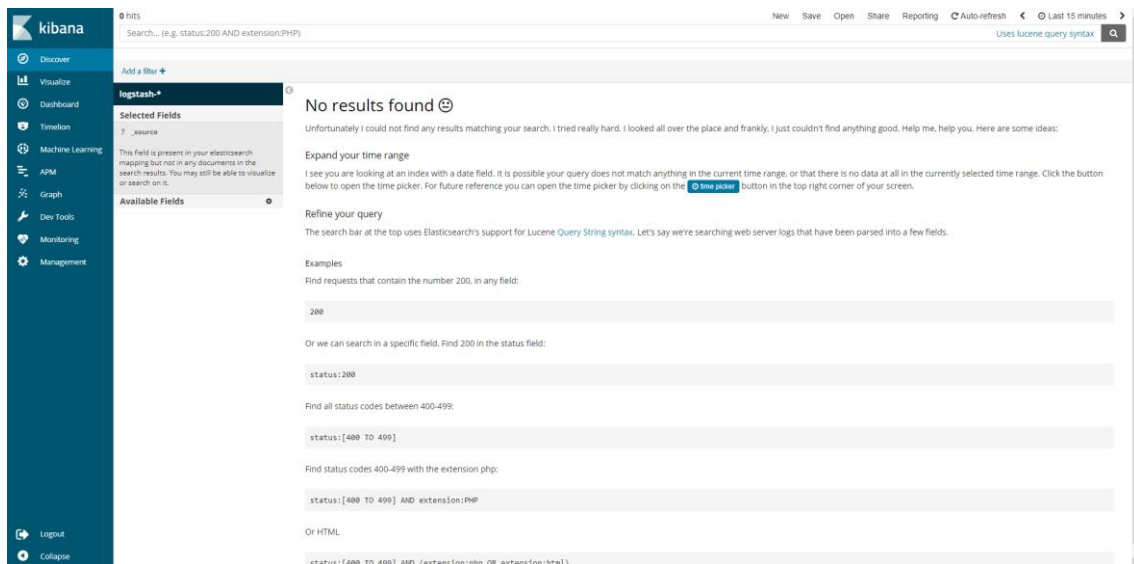 kibana
Discover
Visualize
Dashboard
Timelion
Machine Learning
APM
Graph
Dev Tools
Monitoring
Management
Logout
Collapse
0 hits
New Save Open Share Reporting Auto-refresh Last 15 minutes
Search... (e.g. status:200 AND extension:PHP)
Uses lucene query syntax
Add a filter +
logstash-*
Selected Fields
? _source
This field is present in your elasticsearch
mapping but not in any documents in the
search results. You may still be able to visualize
or search on it.
Available Fields
No results found
Unfortunately I could not find any results matching your search. I tried really hard. I looked all over the place and frankly, I just couldn't find anything good. Help me, help you. Here are some ideas:
Expand your time range
I see you are looking at an index with a date field. It is possible your query does not match anything in the current time range, or that there is no data at all in the currently selected time range. Click the button
below to open the time picker. For future reference you can open the time picker by clicking on the time picker button in the top right corner of your screen.
Refine your query
The search bar at the top uses Elasticsearch's support for Lucene Query String syntax. Let's say we're searching web server logs that have been parsed into a few fields.
Examples
Find requests that contain the number 200, in any field:
200
Or we can search in a specific field. Find 200 in the status field:
status:200
Find all status codes between 400-499:
status:[400 TO 499]
Find status codes 400-499 with the extension php:
status:[400 TO 499] AND extension:PHP
Or HTML
status:[400 TO 499] AND (extension:php OR extension:html)